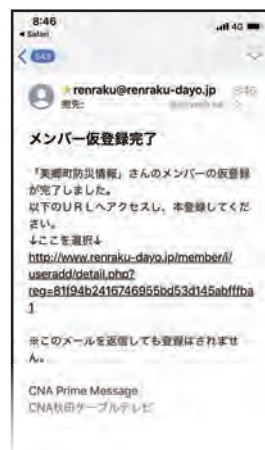 8:46
Safari
4G
543
renraku@renraku-dayo.jp 8:46
宛先:
メンバー仮登録完了
「美郷町防災情報」さんのメンバーの仮登録
が完了しました。
以下のURLへアクセスし、本登録してくだ
さい。
↓ここを選択↓
http://www.renraku-dayo.jp/member/i/
useradd/detail.php?
reg=81f94b2416746955bd53d145abfffba
1
※このメールを返信しても登録はされませ
ん。
CNA Prime Message
CNA秋田ケーブルテレビ